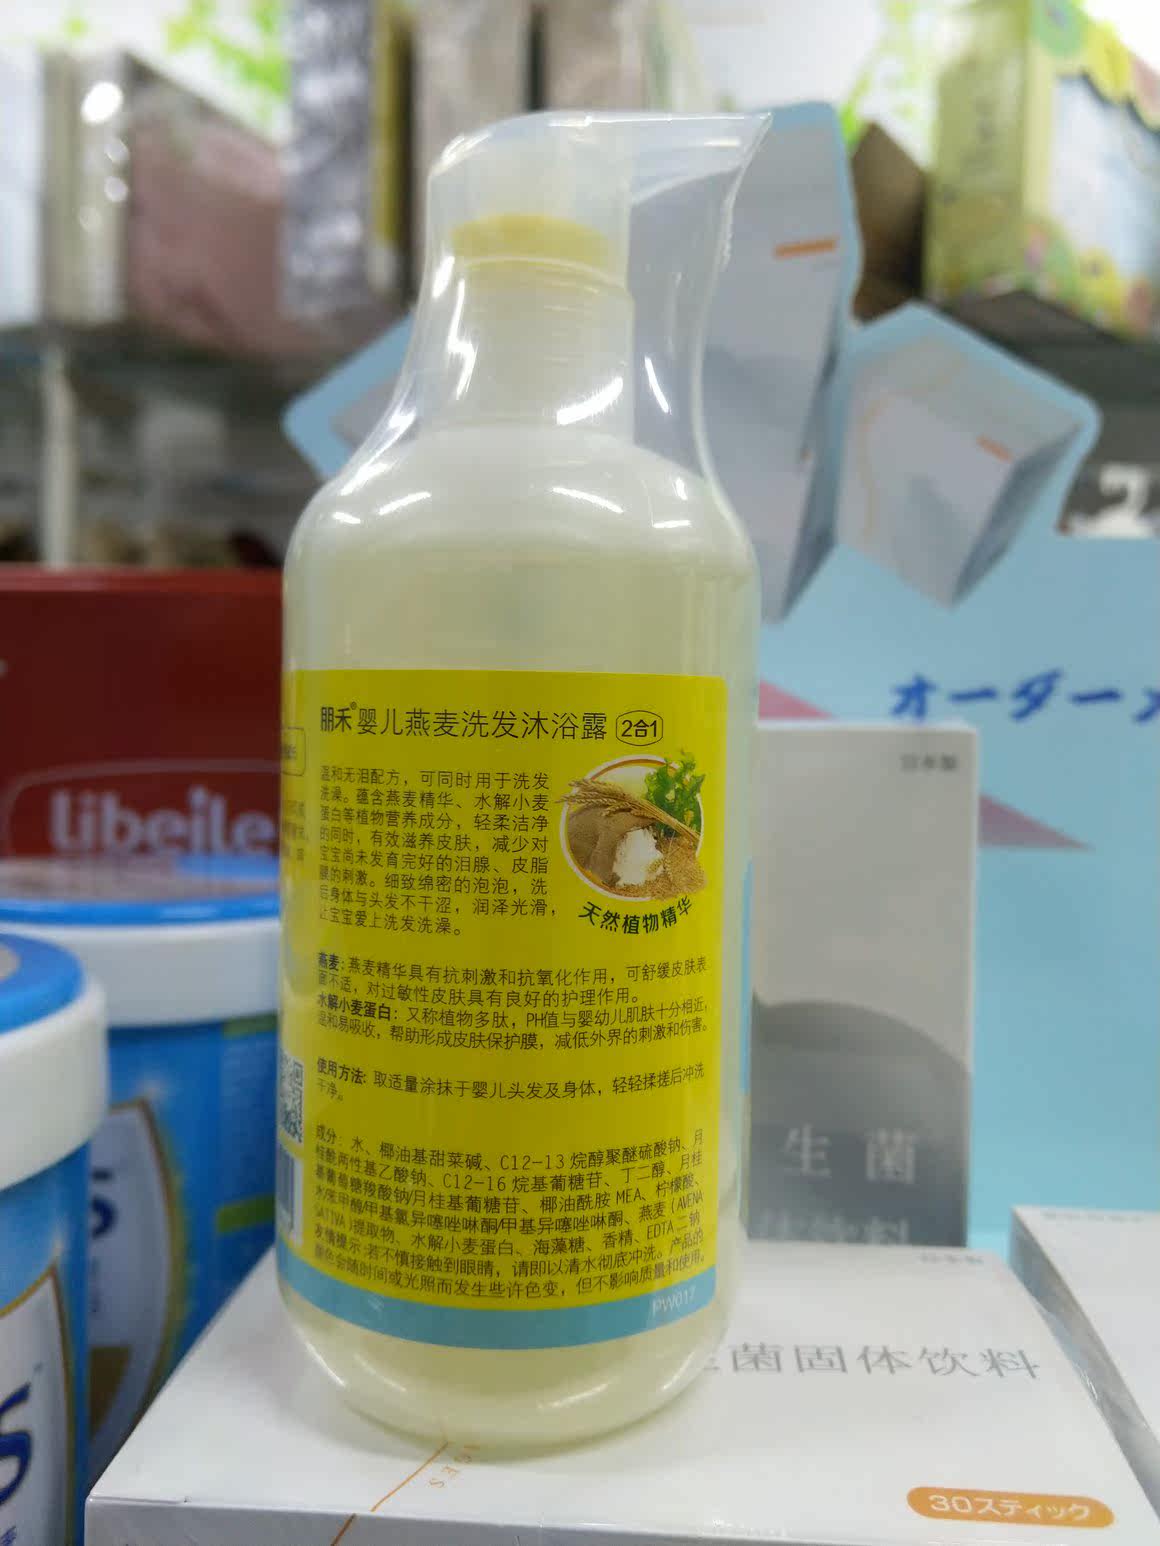 朋禾®婴儿燕麦洗发沐浴露 2合1
温和无泪配方，可同时用于洗发
洗澡。蕴含燕麦精华、水解小麦
蛋白等植物营养成分，轻柔洁净
的同时，有效滋养皮肤，减少对
宝宝尚未发育完好的泪腺、皮脂
膜的刺激。细致绵密的泡泡，洗
后身体与头发不干涩，润泽光滑，
让宝宝爱上洗发洗澡。
天然植物精华
燕麦：燕麦精华具有抗刺激和抗氧化作用，可舒缓皮肤表
面不适，对过敏性皮肤具有良好的护理作用。
水解小麦蛋白：又称植物多肽，PH值与婴幼儿肌肤十分相近，
温和易吸收，帮助形成皮肤保护膜，减低外界的刺激和伤害。
使用方法: 取适量涂抹于婴儿头发及身体，轻轻揉搓后冲洗
干净。
成分：水、椰油基甜菜碱、C12-13 烷醇聚醚硫酸钠、月
桂酸两性基乙酸钠、C12-16 烷基葡糖苷、丁二醇、月桂
基葡萄糖羧酸钠/月桂基葡糖苷、椰油酰胺 MEA、柠檬酸、
水/苯甲醇/甲基氯异噻唑啉酮/甲基异噻唑啉酮、燕麦 (AVENA
SATIVA) 提取物、水解小麦蛋白、海藻糖、香精、EDTA 二钠
友情提示:若不慎接触到眼睛，请即以清水彻底冲洗。产品的
颜色会随时间或光照而发生些许色变，但不影响质量和使用。
PW017
Libeile
オーダー
日本製
生菌
菌固体饮料
30スティック